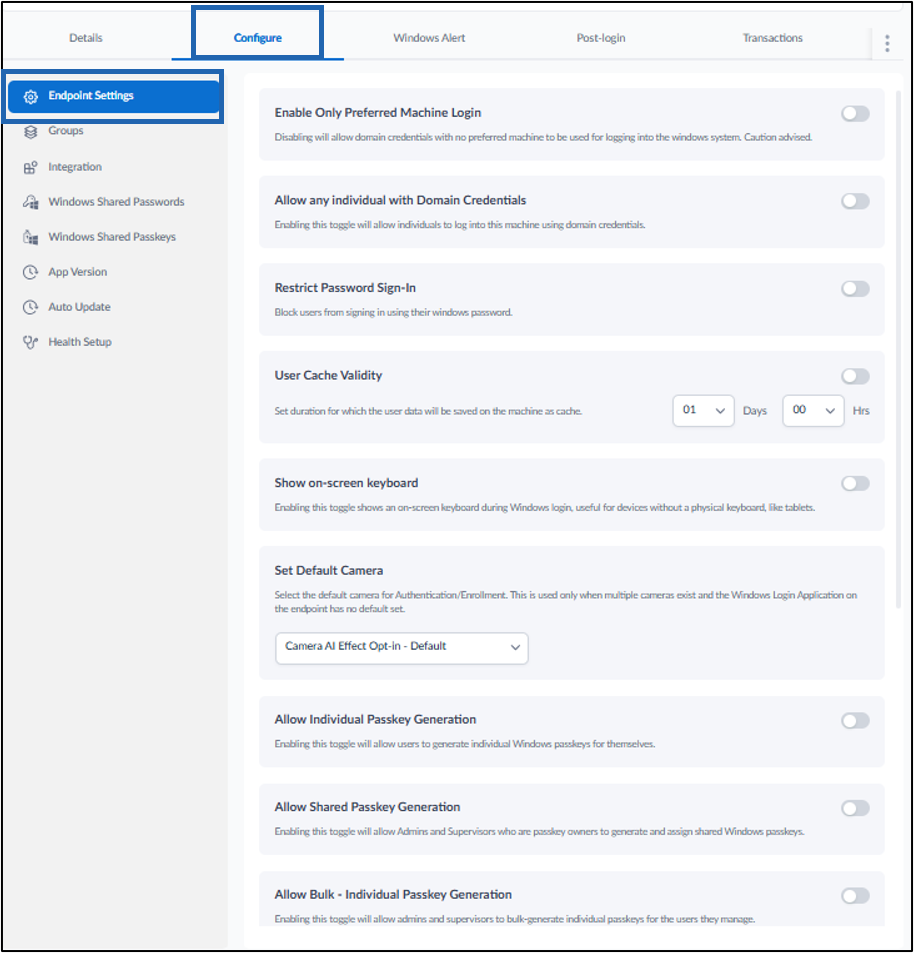 Details
Configure
Windows Alert
Post-login
Transactions
Endpoint Settings
Groups
Integration
Windows Shared Passwords
Windows Shared Passkeys
App Version
Auto Update
Health Setup
Enable Only Preferred Machine Login
Disabling will allow domain credentials with no preferred machine to be used for logging into the windows system. Caution advised.
Allow any individual with Domain Credentials
Enabling this toggle will allow individuals to log into this machine using domain credentials.
Restrict Password Sign-In
Block users from signing in using their windows password.
User Cache Validity
Set duration for which the user data will be saved on the machine as cache.
01 Days 00 Hrs
Show on-screen keyboard
Enabling this toggle shows an on-screen keyboard during Windows login, useful for devices without a physical keyboard, like tablets.
Set Default Camera
Select the default camera for Authentication/Enrollment. This is used only when multiple cameras exist and the Windows Login Application on
the endpoint has no default set.
Camera AI Effect Opt-in - Default
Allow Individual Passkey Generation
Enabling this toggle will allow users to generate individual Windows passkeys for themselves.
Allow Shared Passkey Generation
Enabling this toggle will allow Admins and Supervisors who are passkey owners to generate and assign shared Windows passkeys.
Allow Bulk - Individual Passkey Generation
Enabling this toggle will allow admins and supervisors to bulk-generate individual passkeys for the users they manage.